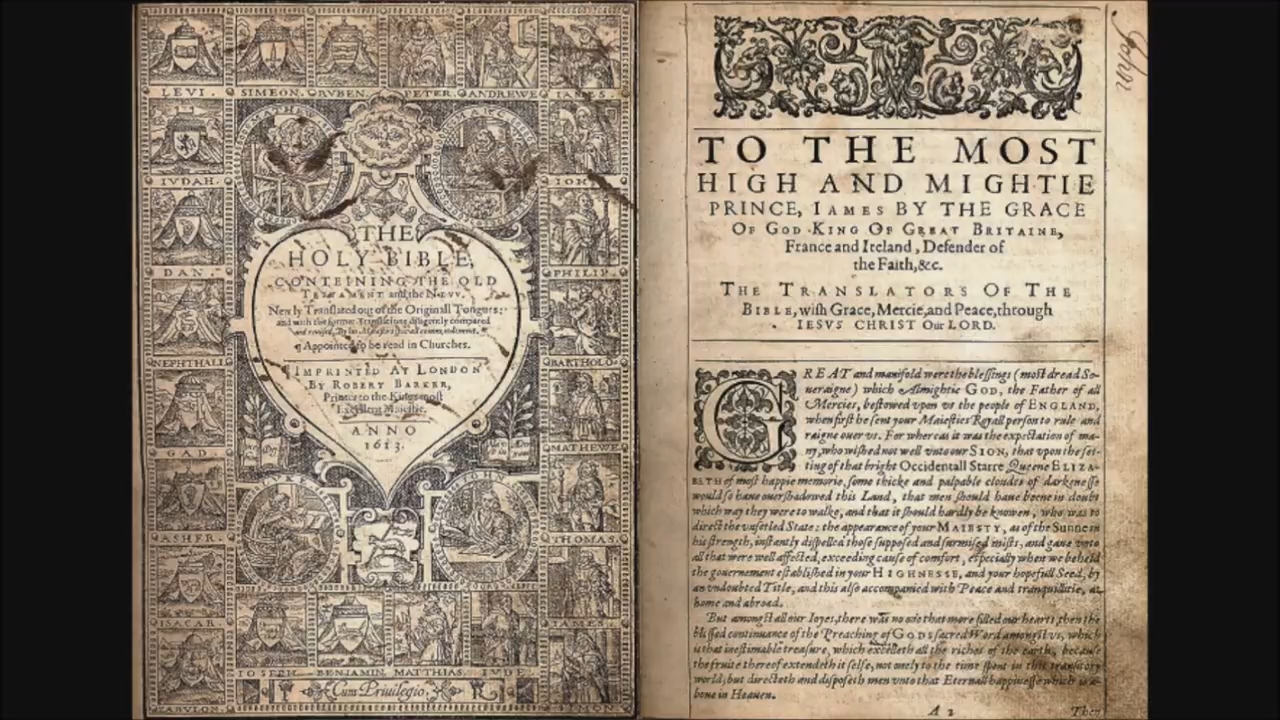 LEVI. SIMEON. RVBEN. PETER. ANDREWE IAMES.
IVDAH. IOHN
DAN. PHILIP.
NEPHTHALI BARTHOLO.
GAD. MATHEWE
ASHER. THOMAS.
ISACAR. IAMES.
IOSEPH. BENJAMIN. MATTHIAS. IVDE
ZABVLON. SIMON.
THE
HOLY BIBLE,
CONTEINING THE OLD
TESTAMENT and the NEVV.
Newly Translated out of the Originall Tongues:
and with the former Translations diligently compared
and revised, By his Maiesties speciall commandement.
¶ Appointed to be read in Churches.
¶ IMPRINTED AT LONDON
BY ROBERT BARKER,
Printer to the Kings most
Excellent Maiestie.
ANNO
1613.
Cum Privilegio.
TO THE MOST
HIGH AND MIGHTIE
PRINCE, IAMES BY THE GRACE
OF GOD KING OF GREAT BRITAINE,
France and Ireland, Defender of
the Faith, &c.
THE TRANSLATORS OF THE
BIBLE, wish Grace, Mercie, and Peace, through
IESVS CHRIST Our LORD.
GREAT and manifold were the blessings (most dread So-
ueraigne) which Almightie GOD, the Father of all
Mercies, bestowed vpon vs the people of ENGLAND,
when first he sent your Maiesties Royall person to rule and
raigne ouer vs. For whereas it was the expectation of ma-
ny, who wished not well vnto our SION, that vpon the set-
ting of that bright Occidentall Starre Queene ELIZA-
BETH of most happie memorie, some thicke and palpable cloudes of darkenesse
would so haue ouershadowed this Land, that men should haue beene in doubt
which way they were to walke, and that it should hardly be knowen, who was to
direct the vnsetled State: the appearance of your MAIESTY, as of the Sunne in
his strength, instantly dispelled those supposed and surmised mists, and gaue vnto
all that were well affected, exceeding cause of comfort, especially when we beheld
the gouernement established in your HIGHNESSE, and your hopefull Seed, by
an vndoubted Title, and this also accompanied with Peace and tranquillitie, at
home and abroad.
But amongst all our Ioyes, there was no one that more filled our hearts, then the
blessed continuance of the Preaching of GODS sacred Word amongst vs, which
is that inestimable treasure, which excelleth all the riches of the earth, because
the fruite thereof extendeth it selfe, not onely to the time spent in this transitory
world, but directeth and disposeth men vnto that Eternall happinesse which is a-
boue in Heauen.
A 2 Then